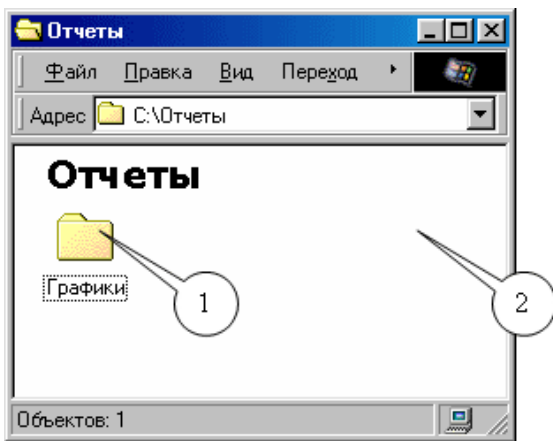 Отчеты
Файл Правка Вид Переход
Адрес C:\Отчеты
Отчеты
Графики
1
2
Объектов: 1